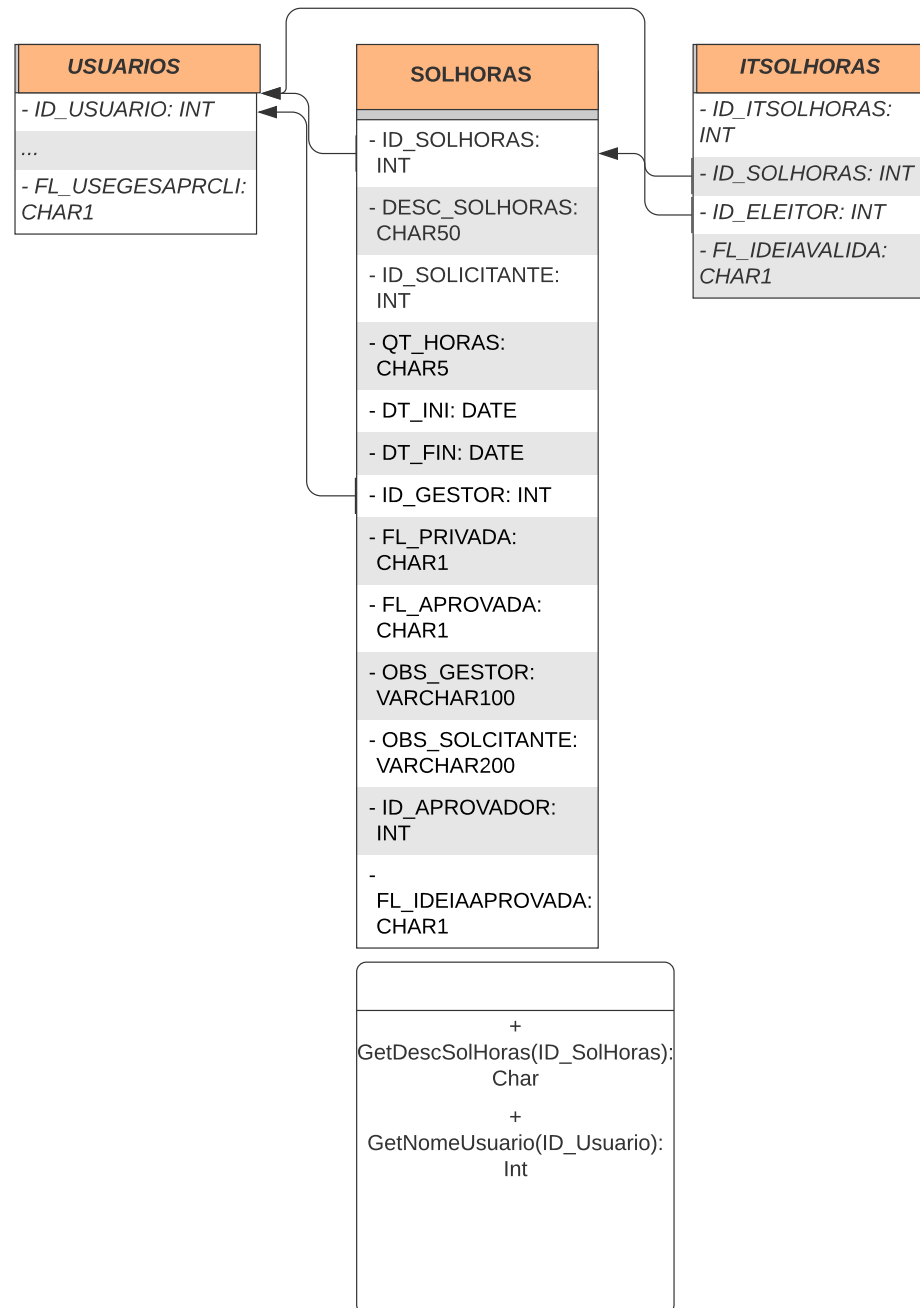 USUARIOS
- ID_USUARIO: INT
...
- FL_USEGESAPRCLI:
CHAR1
SOLHORAS
- ID_SOLHORAS:
INT
- DESC_SOLHORAS:
CHAR50
- ID_SOLICITANTE:
INT
- QT_HORAS:
CHAR5
- DT_INI: DATE
- DT_FIN: DATE
- ID_GESTOR: INT
- FL_PRIVADA:
CHAR1
- FL_APROVADA:
CHAR1
- OBS_GESTOR:
VARCHAR100
- OBS_SOLCITANTE:
VARCHAR200
- ID_APROVADOR:
INT
-
FL_IDEIAAPROVADA:
CHAR1
ITSOLHORAS
- ID_ITSOLHORAS:
INT
- ID_SOLHORAS: INT
- ID_ELEITOR: INT
- FL_IDEIAVALIDA:
CHAR1
+
GetDescSolHoras(ID_SolHoras):
Char
+
GetNomeUsuario(ID_Usuario):
Int